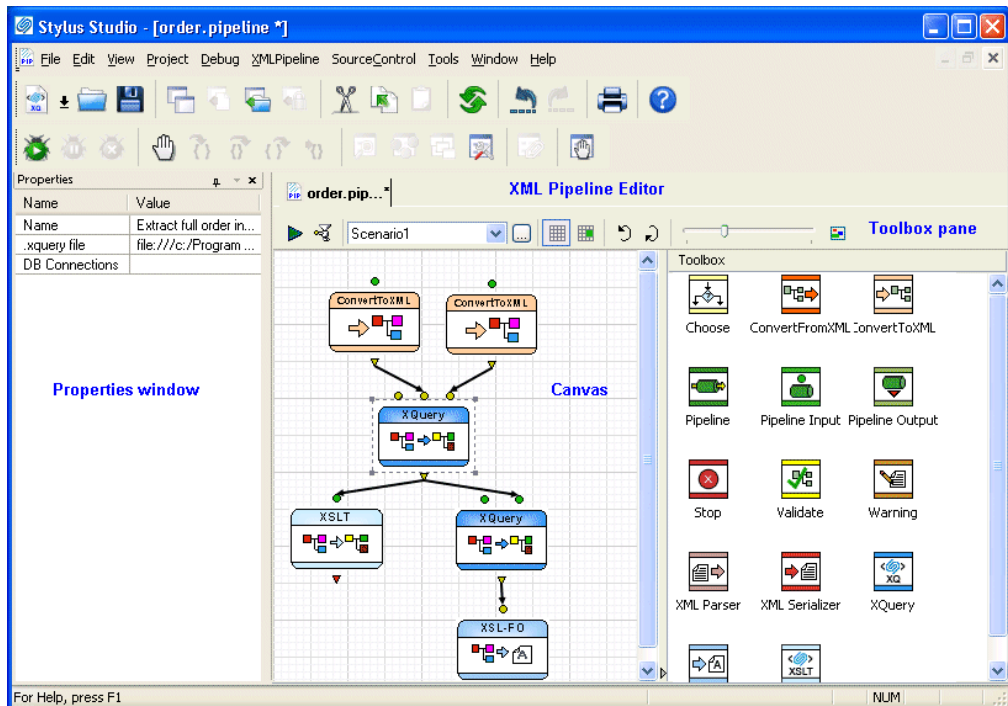 Stylus Studio - [order.pipeline *]
PIP File Edit View Project Debug XMLPipeline SourceControl Tools Window Help
XQ
Properties
Name Value
Name Extract full order in...
.xquery file file:///c:/Program ...
DB Connections
Properties window
PIP order.pip...*
XML Pipeline Editor
Scenario1
Toolbox pane
ConvertToXML
ConvertToXML
Canvas
XQuery
XSLT
XQuery
XSL-FO
Toolbox
Choose ConvertFromXML ConvertToXML
Pipeline Pipeline Input Pipeline Output
Stop Validate Warning
XQ
XML Parser XML Serializer XQuery
XSLT
For Help, press F1
NUM